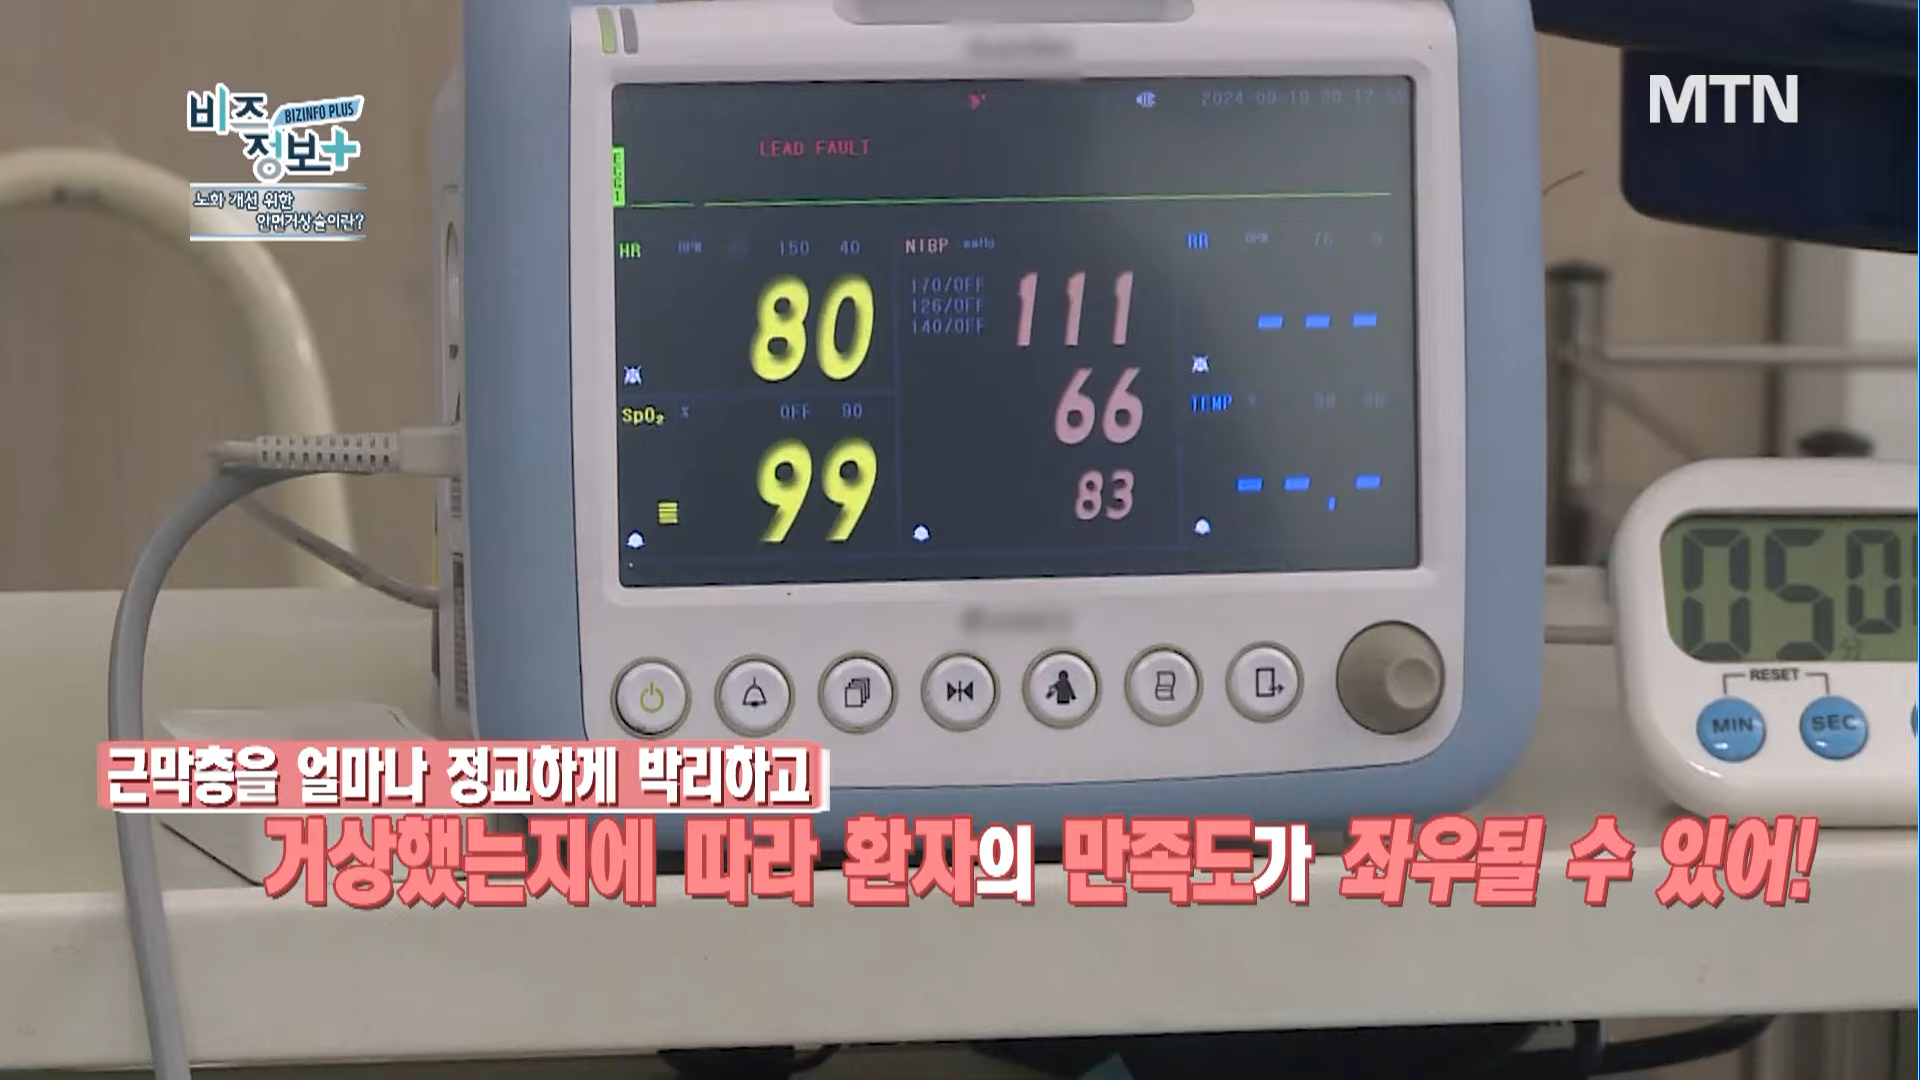 비즈
BIZINFO PLUS
정보+
노화 개선 위한
안면거상술이란?
MTN
LEAD FAULT
HR 150 40
80
SpO₂ % OFF 90
99
NIBP mmHg
170/OFF
126/OFF
140/OFF
111
66
83
RR
--- 
TEMP
05
RESET
MIN SEC
근막층을 얼마나 정교하게 박리하고
거상했는지에 따라 환자의 만족도가 좌우될 수 있어!